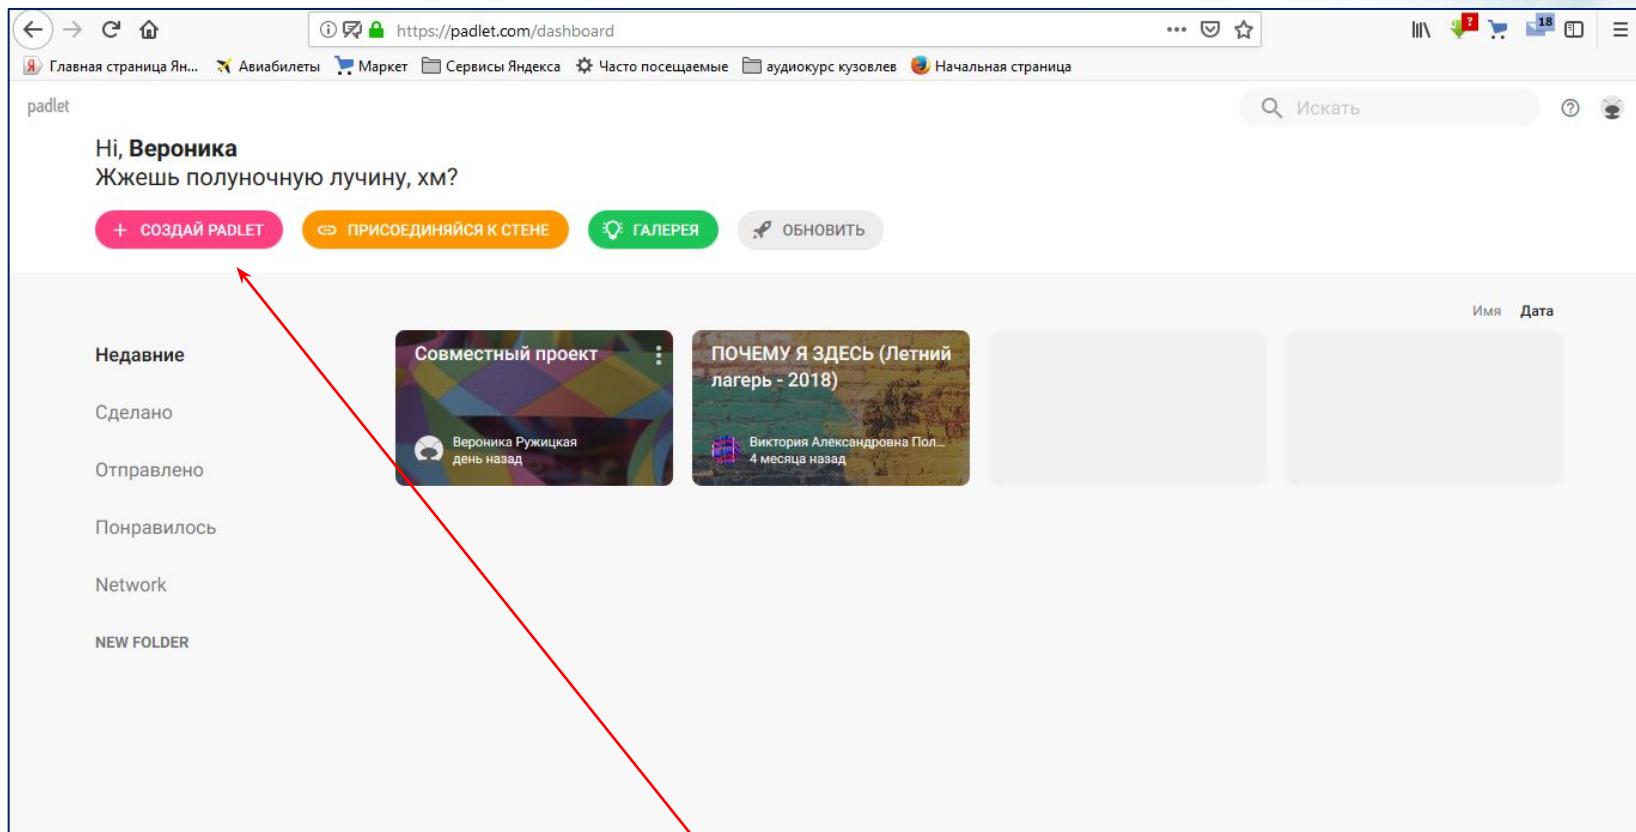 https://padlet.com/dashboard
18
?
Главная страница Ян... Авиабилеты Маркет Сервисы Яндекса Часто посещаемые аудиокурс кузовлев Начальная страница
padlet
Искать
Hi, Вероника
Жжешь полуночную лучину, хм?
+ СОЗДАЙ PADLET
ПРИСОЕДИНЯЙСЯ К СТЕНЕ
ГАЛЕРЕЯ
ОБНОВИТЬ
Имя Дата
Недавние
Сделано
Отправлено
Понравилось
Network
NEW FOLDER
Совместный проект
Вероника Ружицкая
день назад
ПОЧЕМУ Я ЗДЕСЬ (Летний
лагерь - 2018)
Виктория Александровна Пол...
4 месяца назад